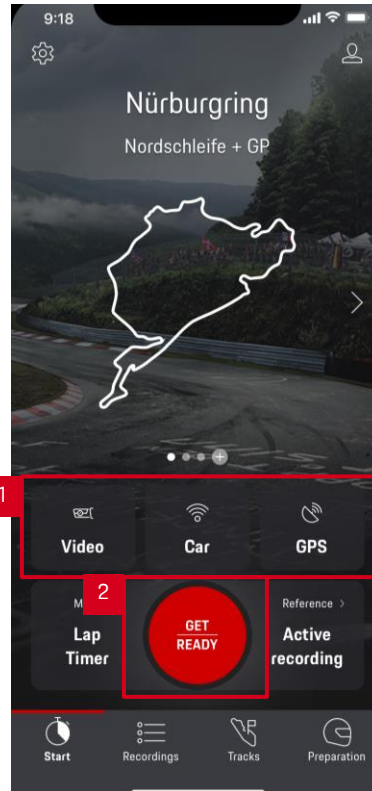 9:18
Nürburgring
Nordschleife + GP
1
Video
Car
GPS
2
M
Lap
Timer
GET
READY
Reference >
Active
recording
Start
Recordings
Tracks
Preparation